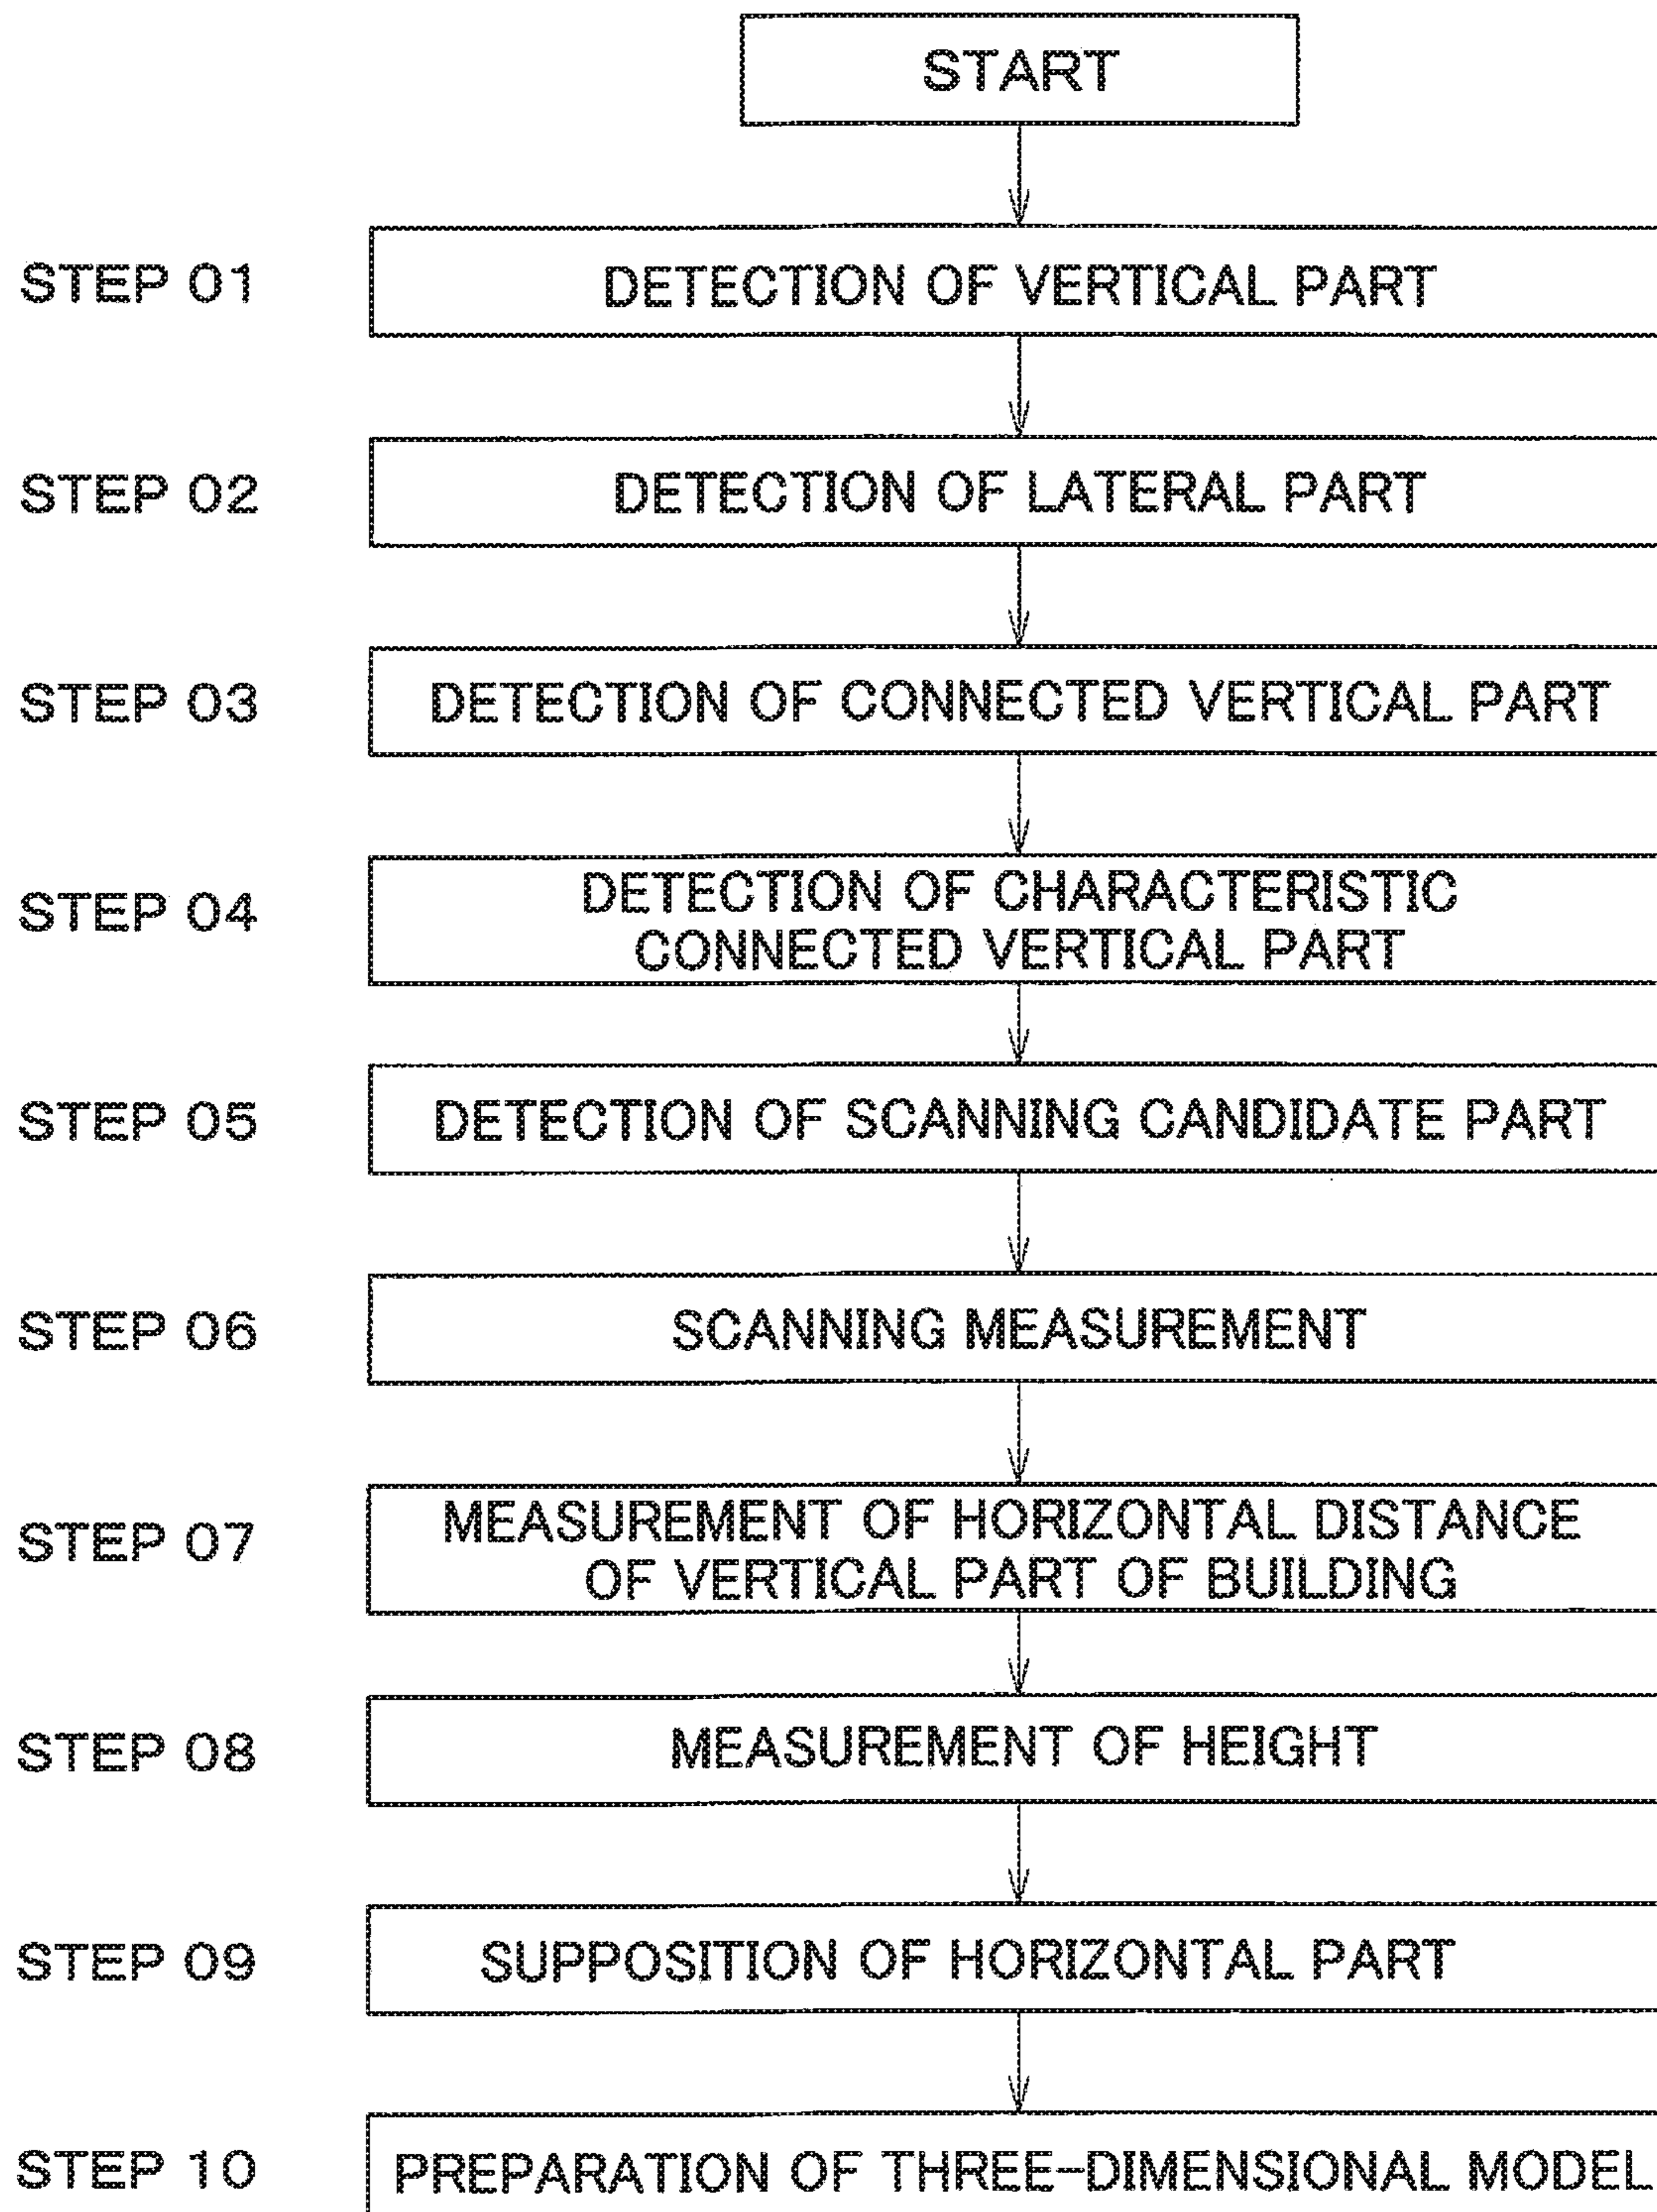 START
STEP 01
DETECTION OF VERTICAL PART
STEP 02
DETECTION OF LATERAL PART
STEP 03
DETECTION OF CONNECTED VERTICAL PART
STEP 04
DETECTION OF CHARACTERISTIC
CONNECTED VERTICAL PART
STEP 05
DETECTION OF SCANNING CANDIDATE PART
STEP 06
SCANNING MEASUREMENT
STEP 07
MEASUREMENT OF HORIZONTAL DISTANCE
OF VERTICAL PART OF BUILDING
STEP 08
MEASUREMENT OF HEIGHT
STEP 09
SUPPOSITION OF HORIZONTAL PART
STEP 10
PREPARATION OF THREE-DIMENSIONAL MODEL